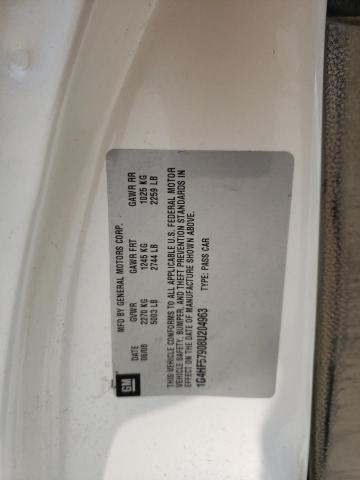 GM
MFD BY GENERAL MOTORS CORP.
DATE GVWR GAWR FRT GAWR RR
06/08 2270 KG 1245 KG 1025 KG
5003 LB 2744 LB 2259 LB
THIS VEHICLE CONFORMS TO ALL APPLICABLE U.S. FEDERAL MOTOR
VEHICLE SAFETY, BUMPER, AND THEFT PREVENTION STANDARDS IN
EFFECT ON THE DATE OF MANUFACTURE SHOWN ABOVE.
1G4HF57908U204963 TYPE: PASS CAR